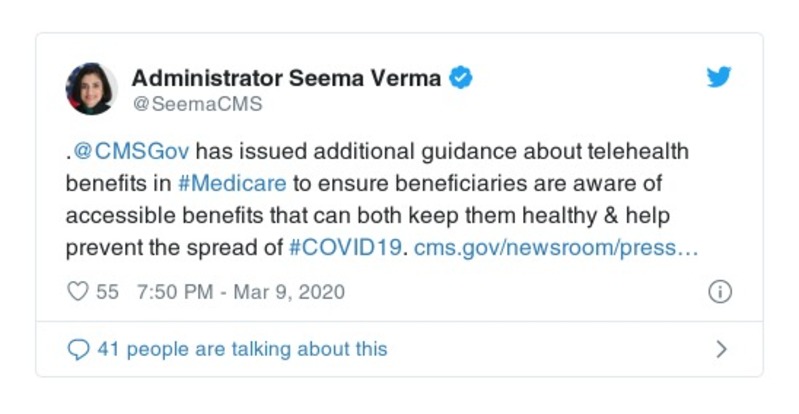 Administrator Seema Verma
@SeemaCMS
.@CMSGov has issued additional guidance about telehealth
benefits in #Medicare to ensure beneficiaries are aware of
accessible benefits that can both keep them healthy & help
prevent the spread of #COVID19. cms.gov/newsroom/press…
55 7:50 PM - Mar 9, 2020
41 people are talking about this